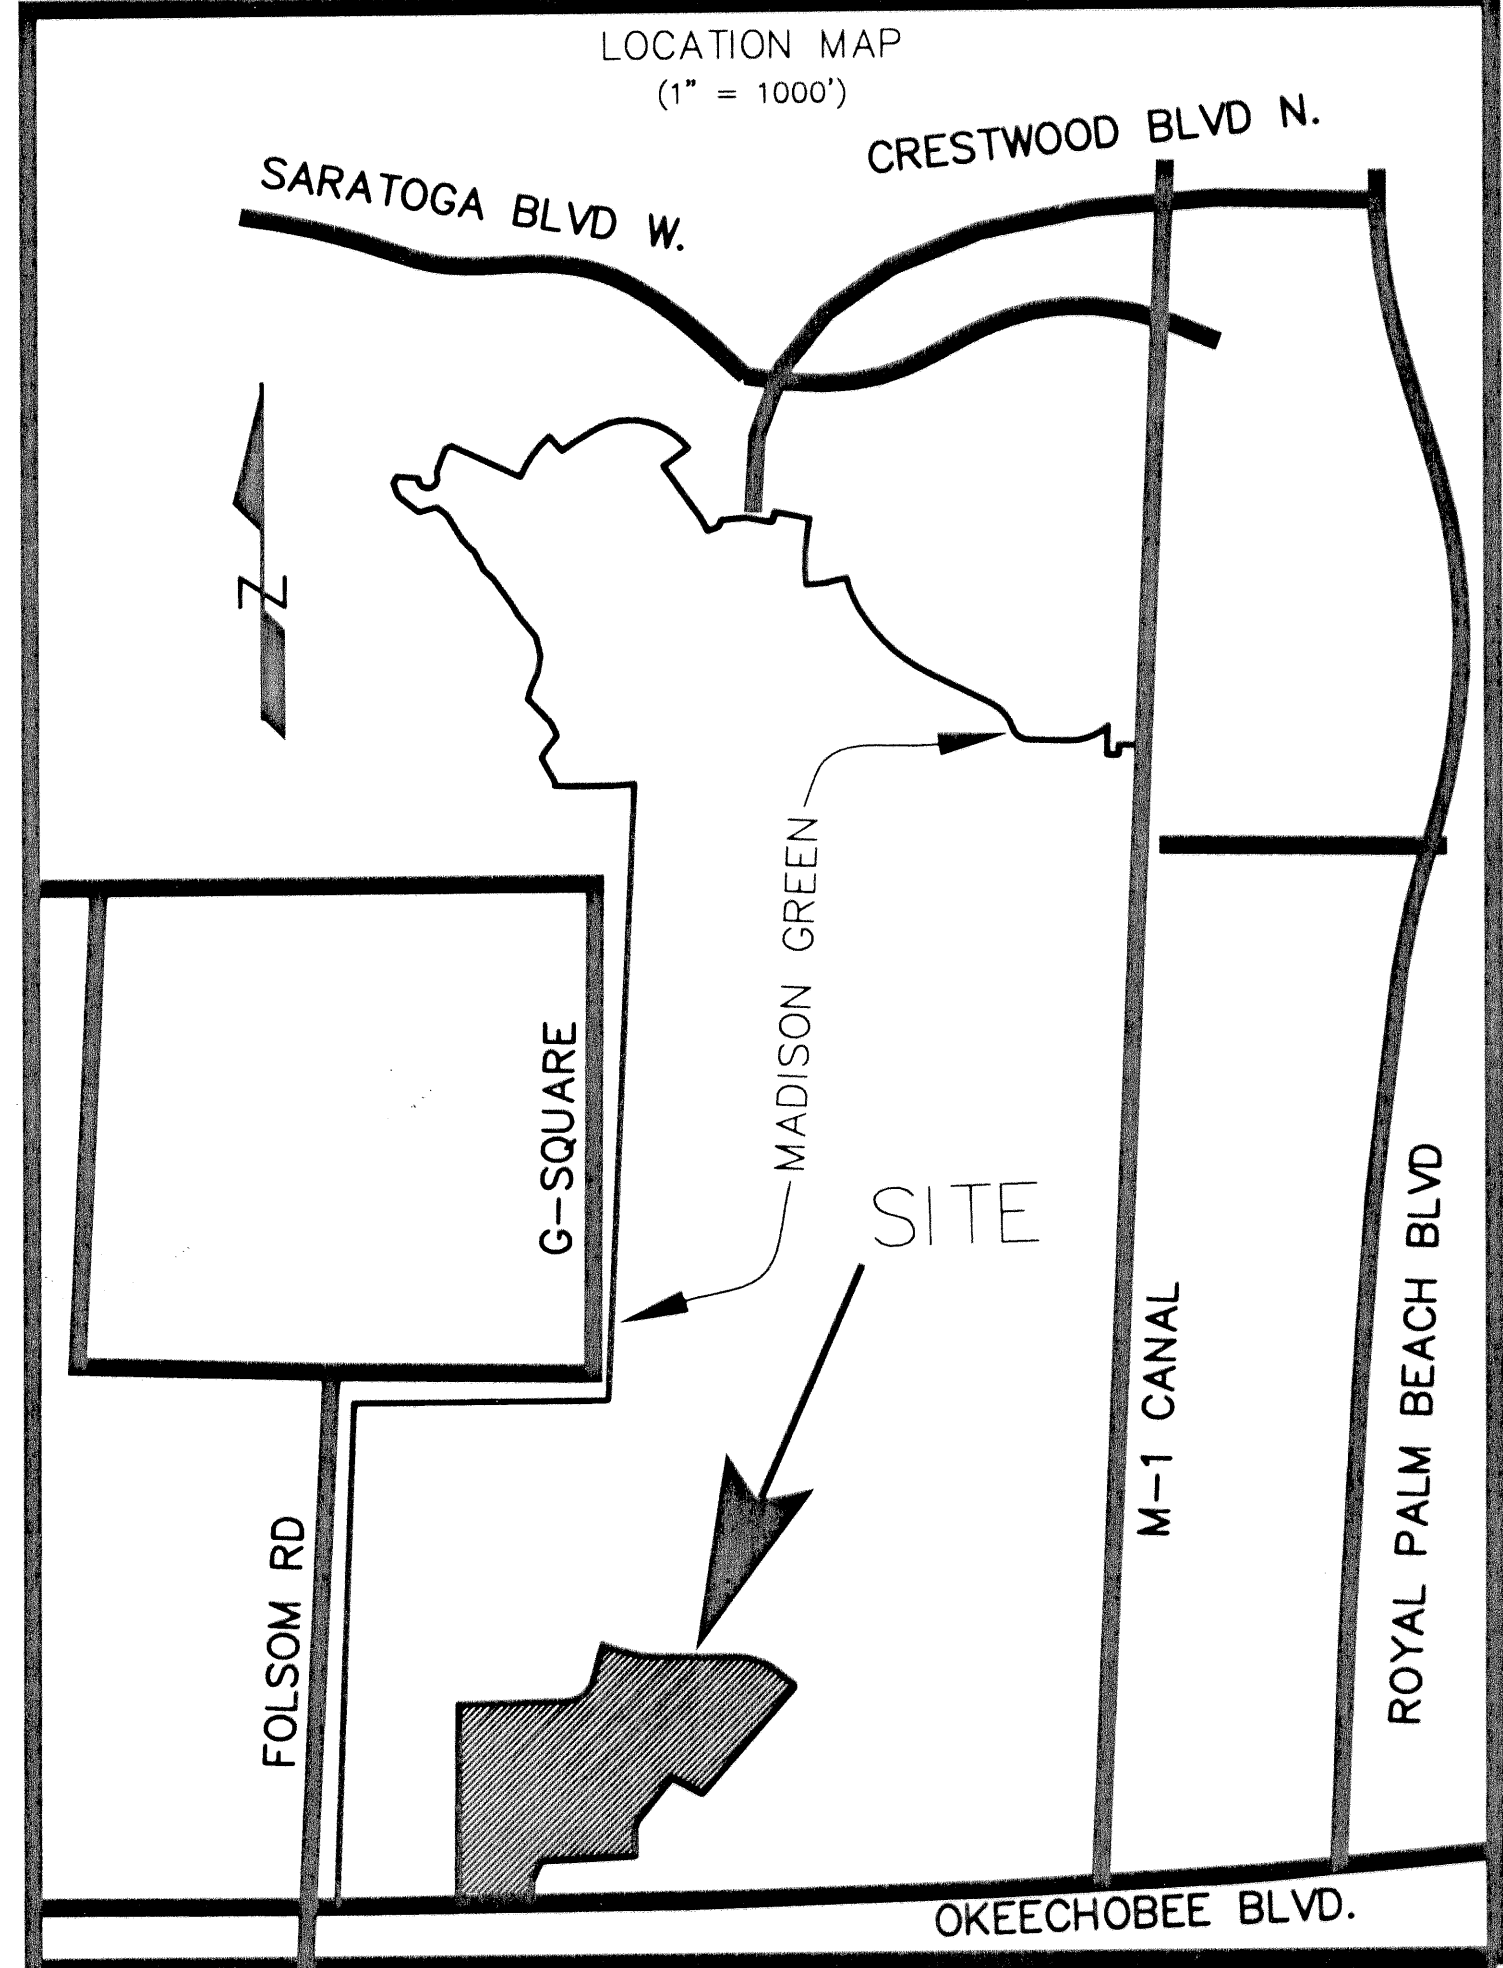 LOCATION MAP
(1" = 1000')
CRESTWOOD BLVD N.
SARATOGA BLVD W.
N
MADISON GREEN
G-SQUARE
SITE
M-1 CANAL
ROYAL PALM BEACH BLVD
FOLSOM RD
OKEECHOBEE BLVD.